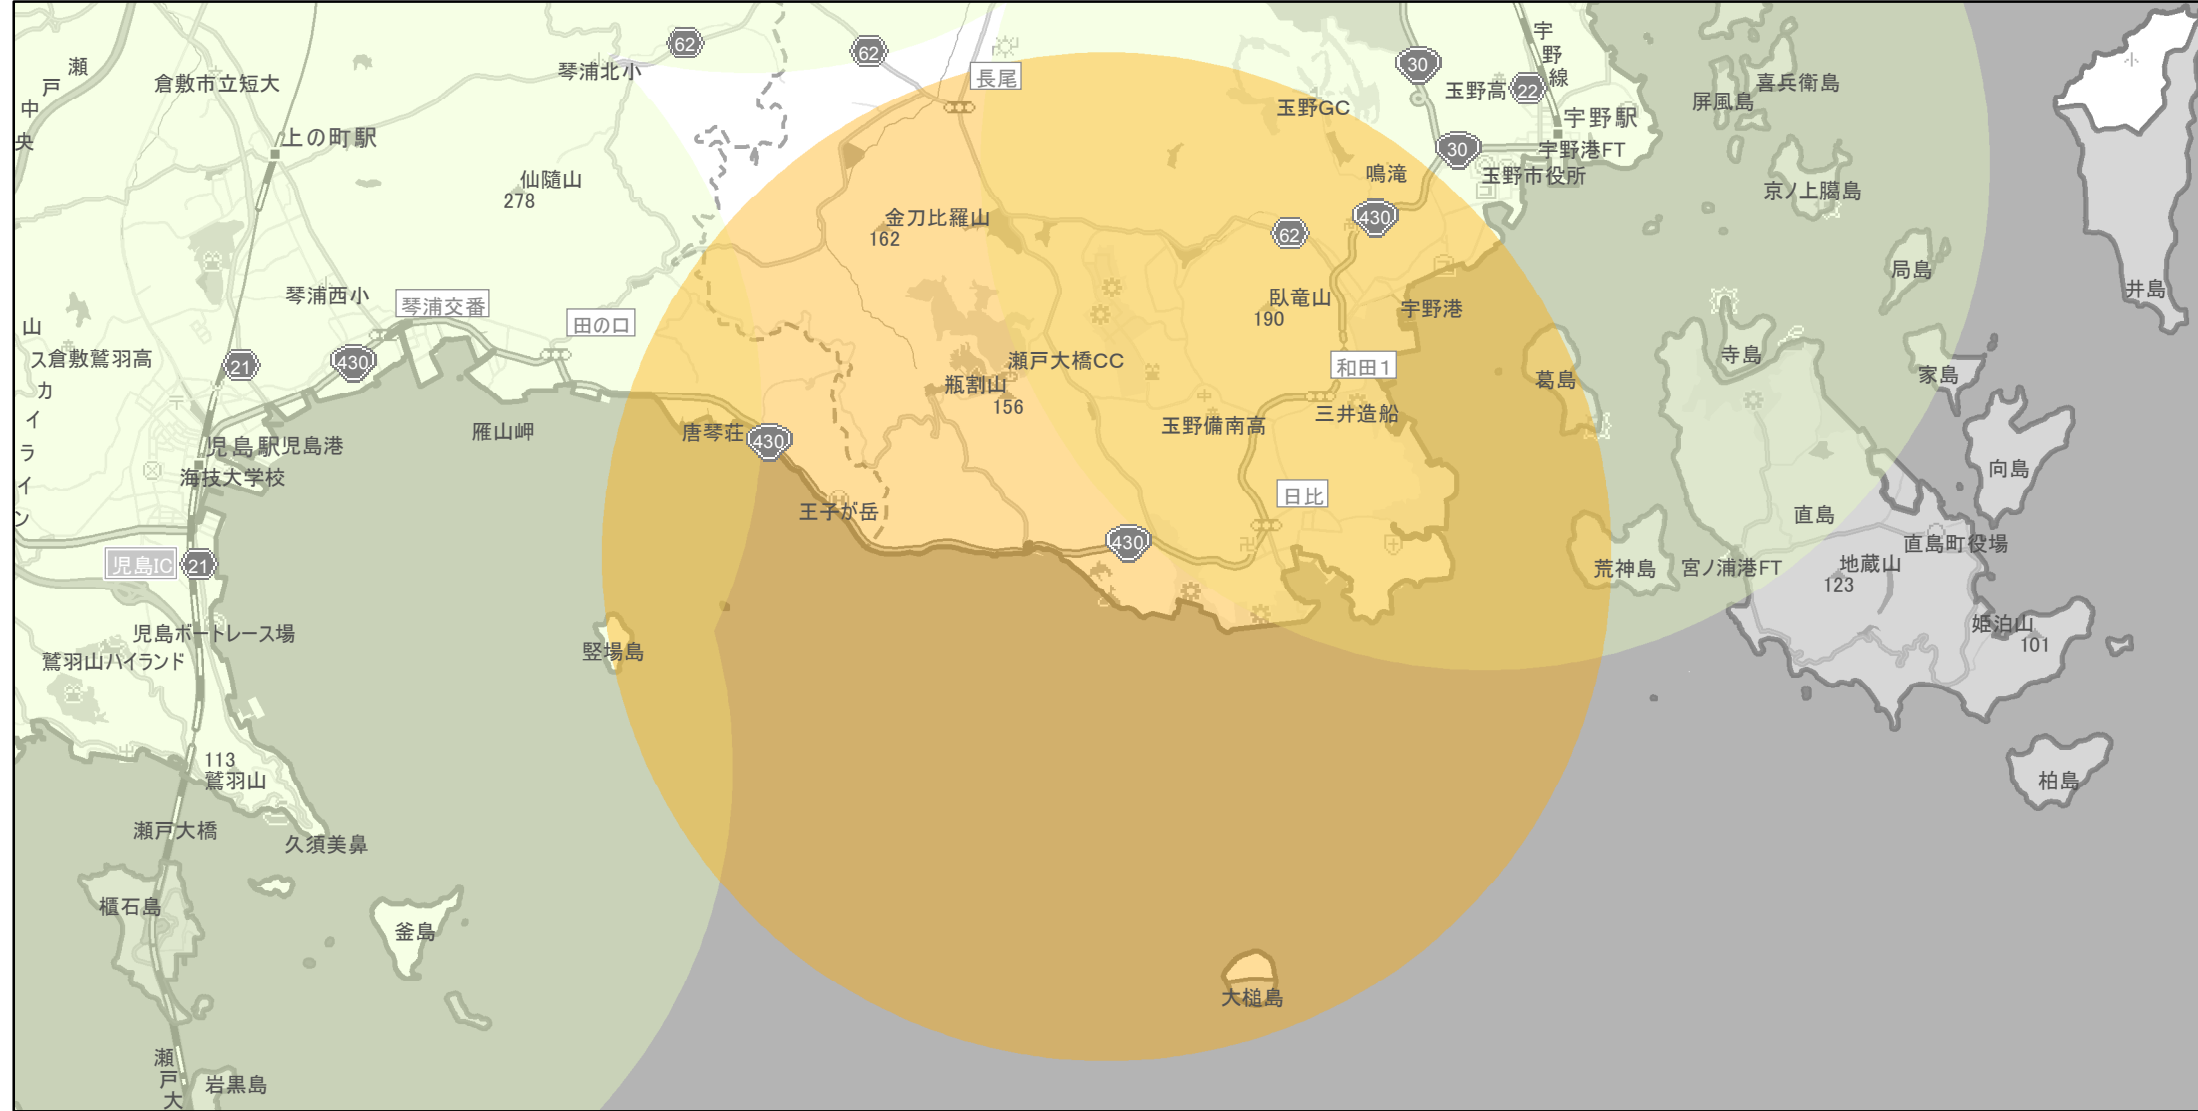 瀬戸中央
倉敷市立短大
上の町駅
琴浦北小
62
62
長尾
30
宇野線
玉野高
22
宇野駅
玉野GC
30
宇野港FT
鳴滝
玉野市役所
屏風島
喜兵衛島
京ノ上臈島
仙隨山
278
金刀比羅山
162
62
430
局島
井島
琴浦西小
琴浦交番
田の口
臥竜山
190
宇野港
山
スカイライン
倉敷鷲羽高
21
430
瀬戸大橋CC
瓶割山
156
和田1
葛島
寺島
家島
三井造船
玉野備南高
雁山岬
唐琴荘
430
児島駅
児島港
海技大学校
向島
日比
王子が岳
直島
児島IC
21
430
荒神島
宮ノ浦港FT
直島町役場
地蔵山
123
児島ボートレース場
鷲羽山ハイランド
竪場島
姫泊山
101
113
鷲羽山
柏島
瀬戸大橋
久須美鼻
櫃石島
釜島
大槌島
瀬戸大
岩黒島